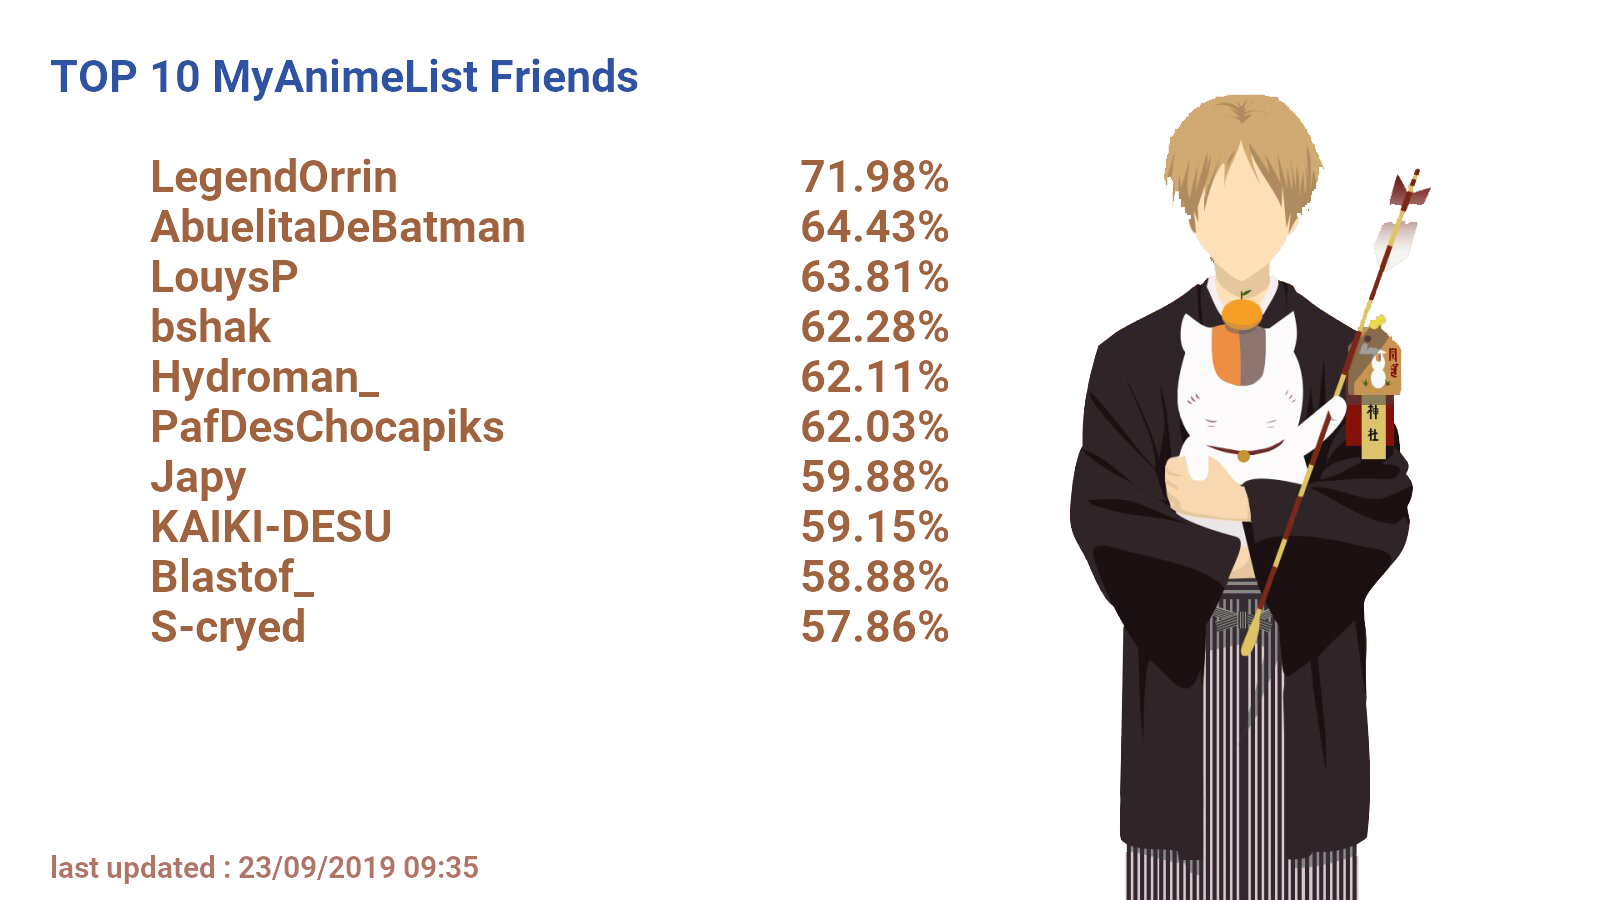 TOP 10 MyAnimeList Friends
LegendOrrin 71.98%
AbuelitaDeBatman 64.43%
LouysP 63.81%
bshak 62.28%
Hydroman_ 62.11%
PafDesChocapiks 62.03%
Japy 59.88%
KAIKI-DESU 59.15%
Blastof_ 58.88%
S-cryed 57.86%
神社
last updated : 23/09/2019 09:35